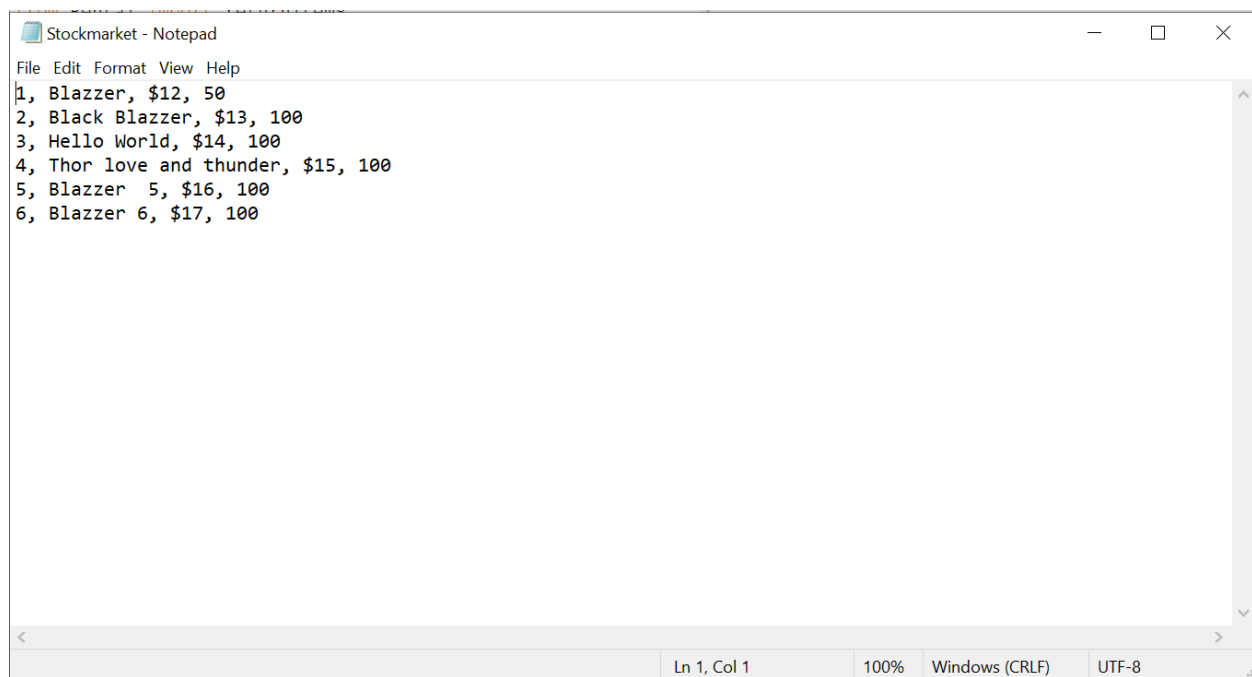 Stockmarket - Notepad
File Edit Format View Help
1, Blazzer, $12, 50
2, Black Blazzer, $13, 100
3, Hello World, $14, 100
4, Thor love and thunder, $15, 100
5, Blazzer  5, $16, 100
6, Blazzer 6, $17, 100
Ln 1, Col 1 100% Windows (CRLF) UTF-8